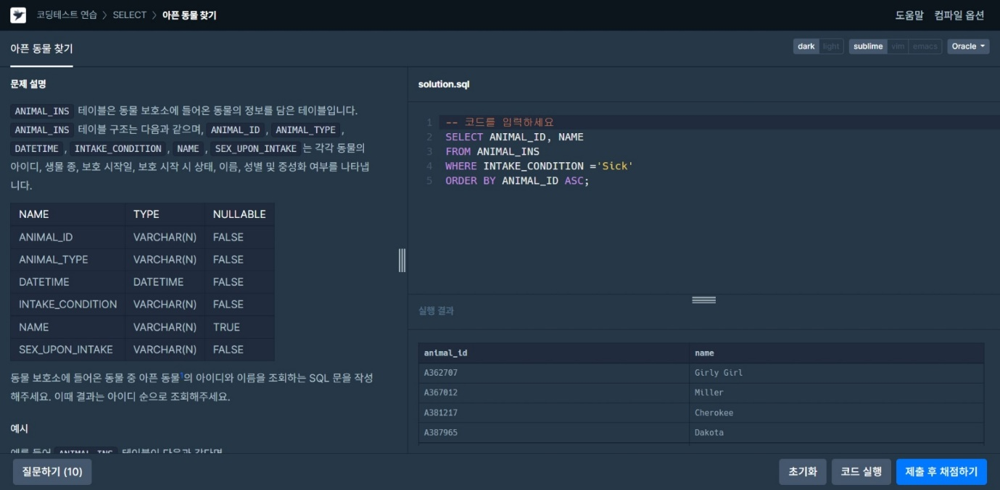 코딩테스트 연습 > SELECT > 아픈 동물 찾기
도움말 컴파일 옵션
아픈 동물 찾기
dark light sublime vim emacs Oracle
문제 설명
ANIMAL_INS 테이블은 동물 보호소에 들어온 동물의 정보를 담은 테이블입니다.
ANIMAL_INS 테이블 구조는 다음과 같으며, ANIMAL_ID , ANIMAL_TYPE ,
DATETIME , INTAKE_CONDITION , NAME , SEX_UPON_INTAKE 는 각각 동물의
아이디, 생물 종, 보호 시작일, 보호 시작 시 상태, 이름, 성별 및 중성화 여부를 나타냅
니다.
NAME TYPE NULLABLE
ANIMAL_ID VARCHAR(N) FALSE
ANIMAL_TYPE VARCHAR(N) FALSE
DATETIME DATETIME FALSE
INTAKE_CONDITION VARCHAR(N) FALSE
NAME VARCHAR(N) TRUE
SEX_UPON_INTAKE VARCHAR(N) FALSE
동물 보호소에 들어온 동물 중 아픈 동물1의 아이디와 이름을 조회하는 SQL 문을 작성
해주세요. 이때 결과는 아이디 순으로 조회해주세요.
예시
예를 들어 ANIMAL_INS 테이블이 다음과 같다면
solution.sql
1 -- 코드를 입력하세요
2 SELECT ANIMAL_ID, NAME
3 FROM ANIMAL_INS
4 WHERE INTAKE_CONDITION ='Sick'
5 ORDER BY ANIMAL_ID ASC;
실행 결과
animal_id name
A362707 Girly Girl
A367012 Miller
A381217 Cherokee
A387965 Dakota
질문하기 (10)
초기화 코드 실행 제출 후 채점하기